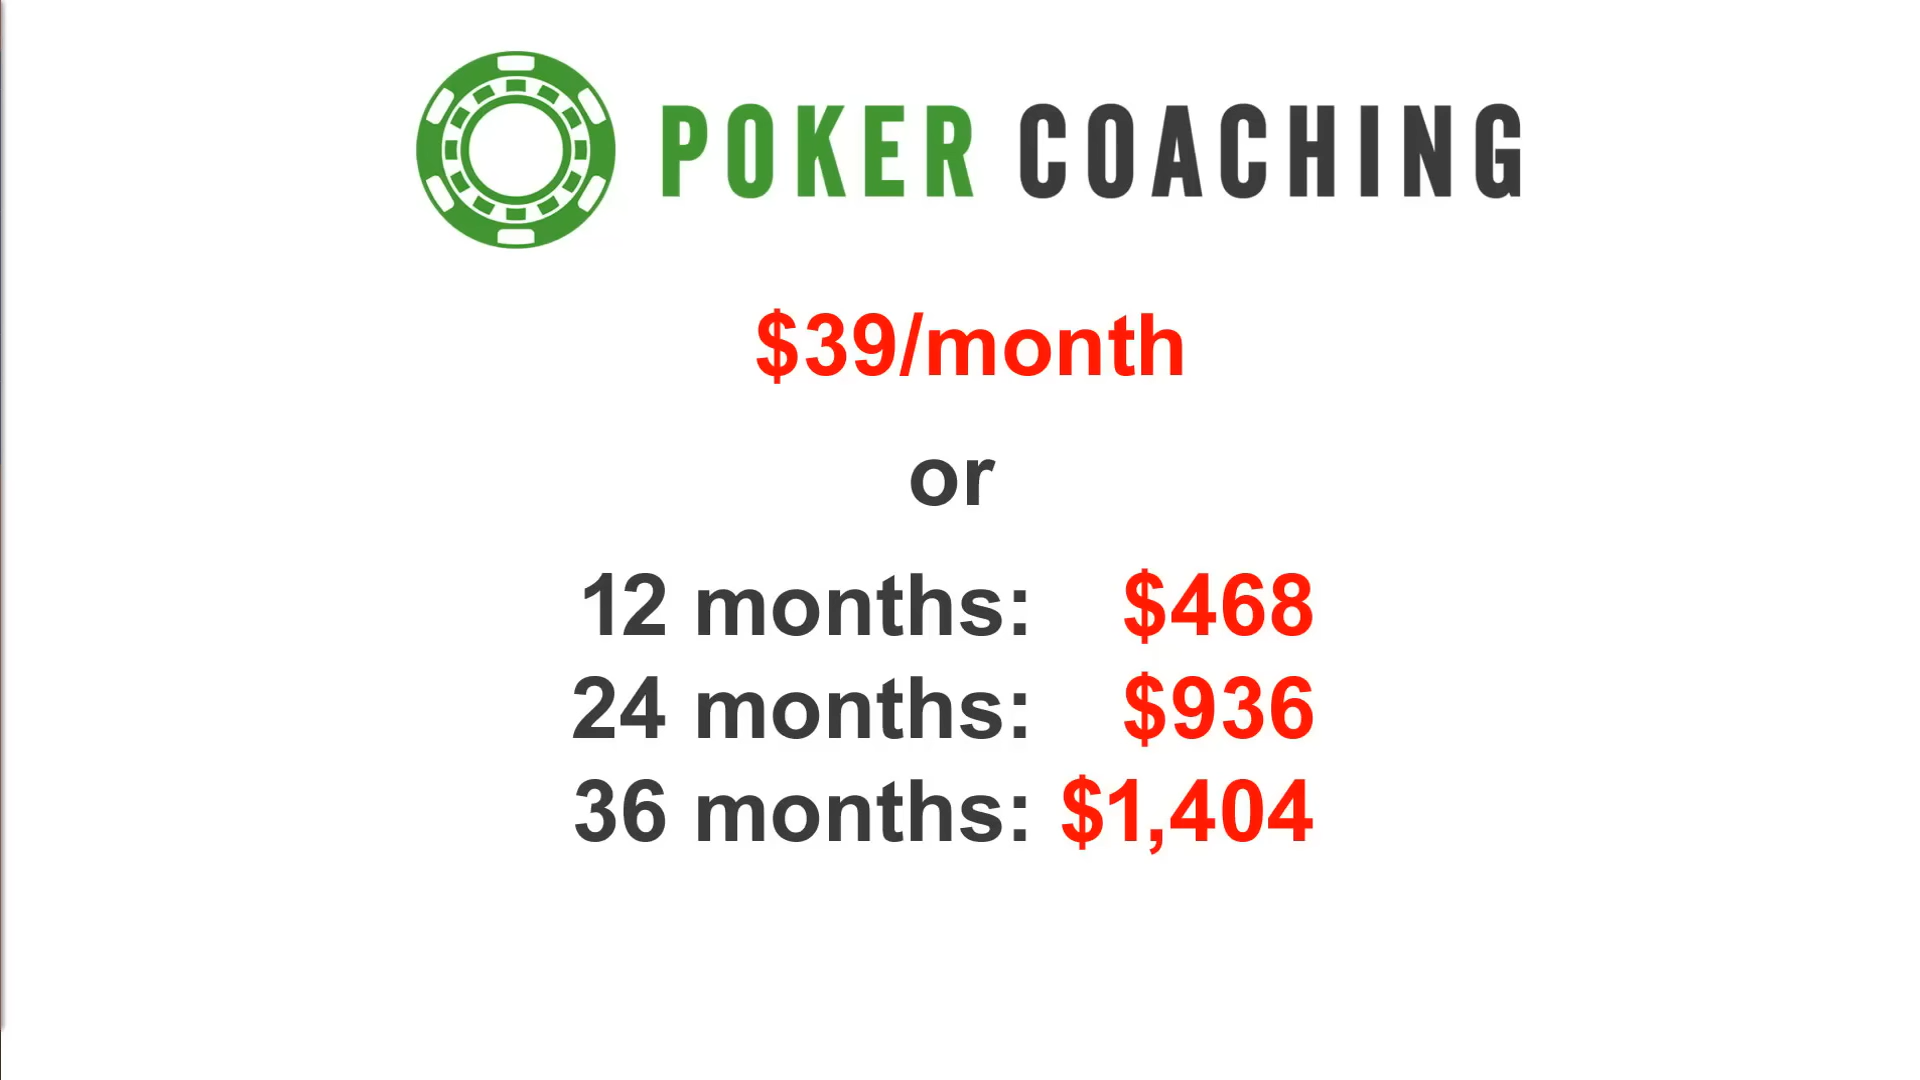 POKER COACHING
$39/month
or
12 months: $468
24 months: $936
36 months: $1,404